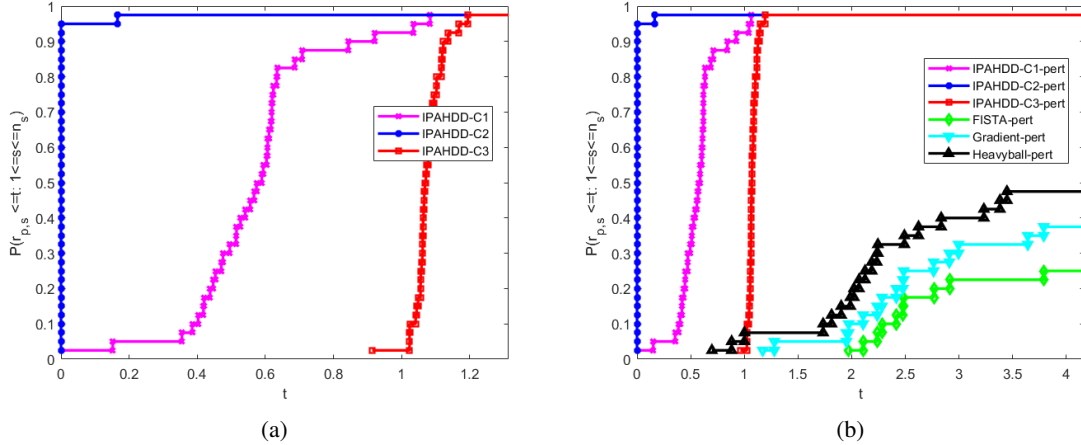 1
0.9
0.8
0.7
0.6
0.5
0.4
0.3
0.2
0.1
0
P(r_{p,s} <=t: 1<=s<=n_s)
0 0.2 0.4 0.6 0.8 1 1.2
t
IPAHDD-C1
IPAHDD-C2
IPAHDD-C3
(a)
1
0.9
0.8
0.7
0.6
0.5
0.4
0.3
0.2
0.1
0
P(r_{p,s} <=t: 1<=s<=n_s)
0 0.5 1 1.5 2 2.5 3 3.5 4
t
IPAHDD-C1-pert
IPAHDD-C2-pert
IPAHDD-C3-pert
FISTA-pert
Gradient-pert
Heavyball-pert
(b)